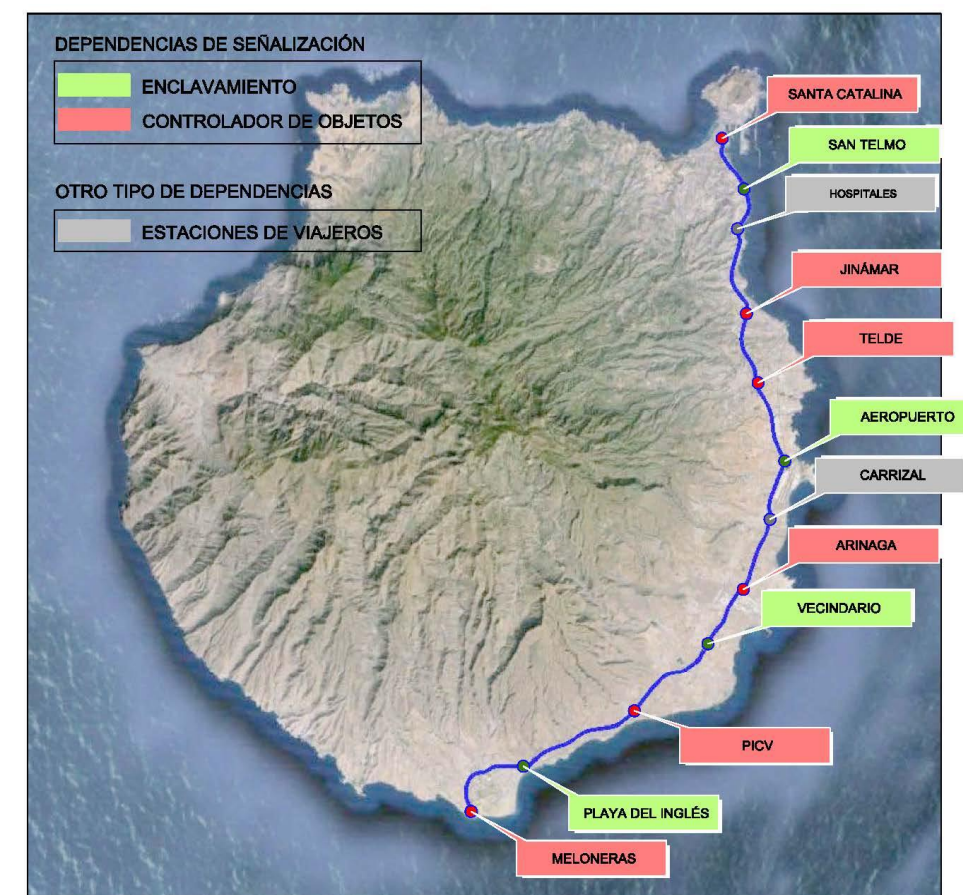 DEPENDENCIAS DE SEÑALIZACIÓN
ENCLAVAMIENTO
CONTROLADOR DE OBJETOS
OTRO TIPO DE DEPENDENCIAS
ESTACIONES DE VIAJEROS
SANTA CATALINA
SAN TELMO
HOSPITALES
JINÁMAR
TELDE
AEROPUERTO
CARRIZAL
ARINAGA
VECINDARIO
PICV
PLAYA DEL INGLÉS
MELONERAS